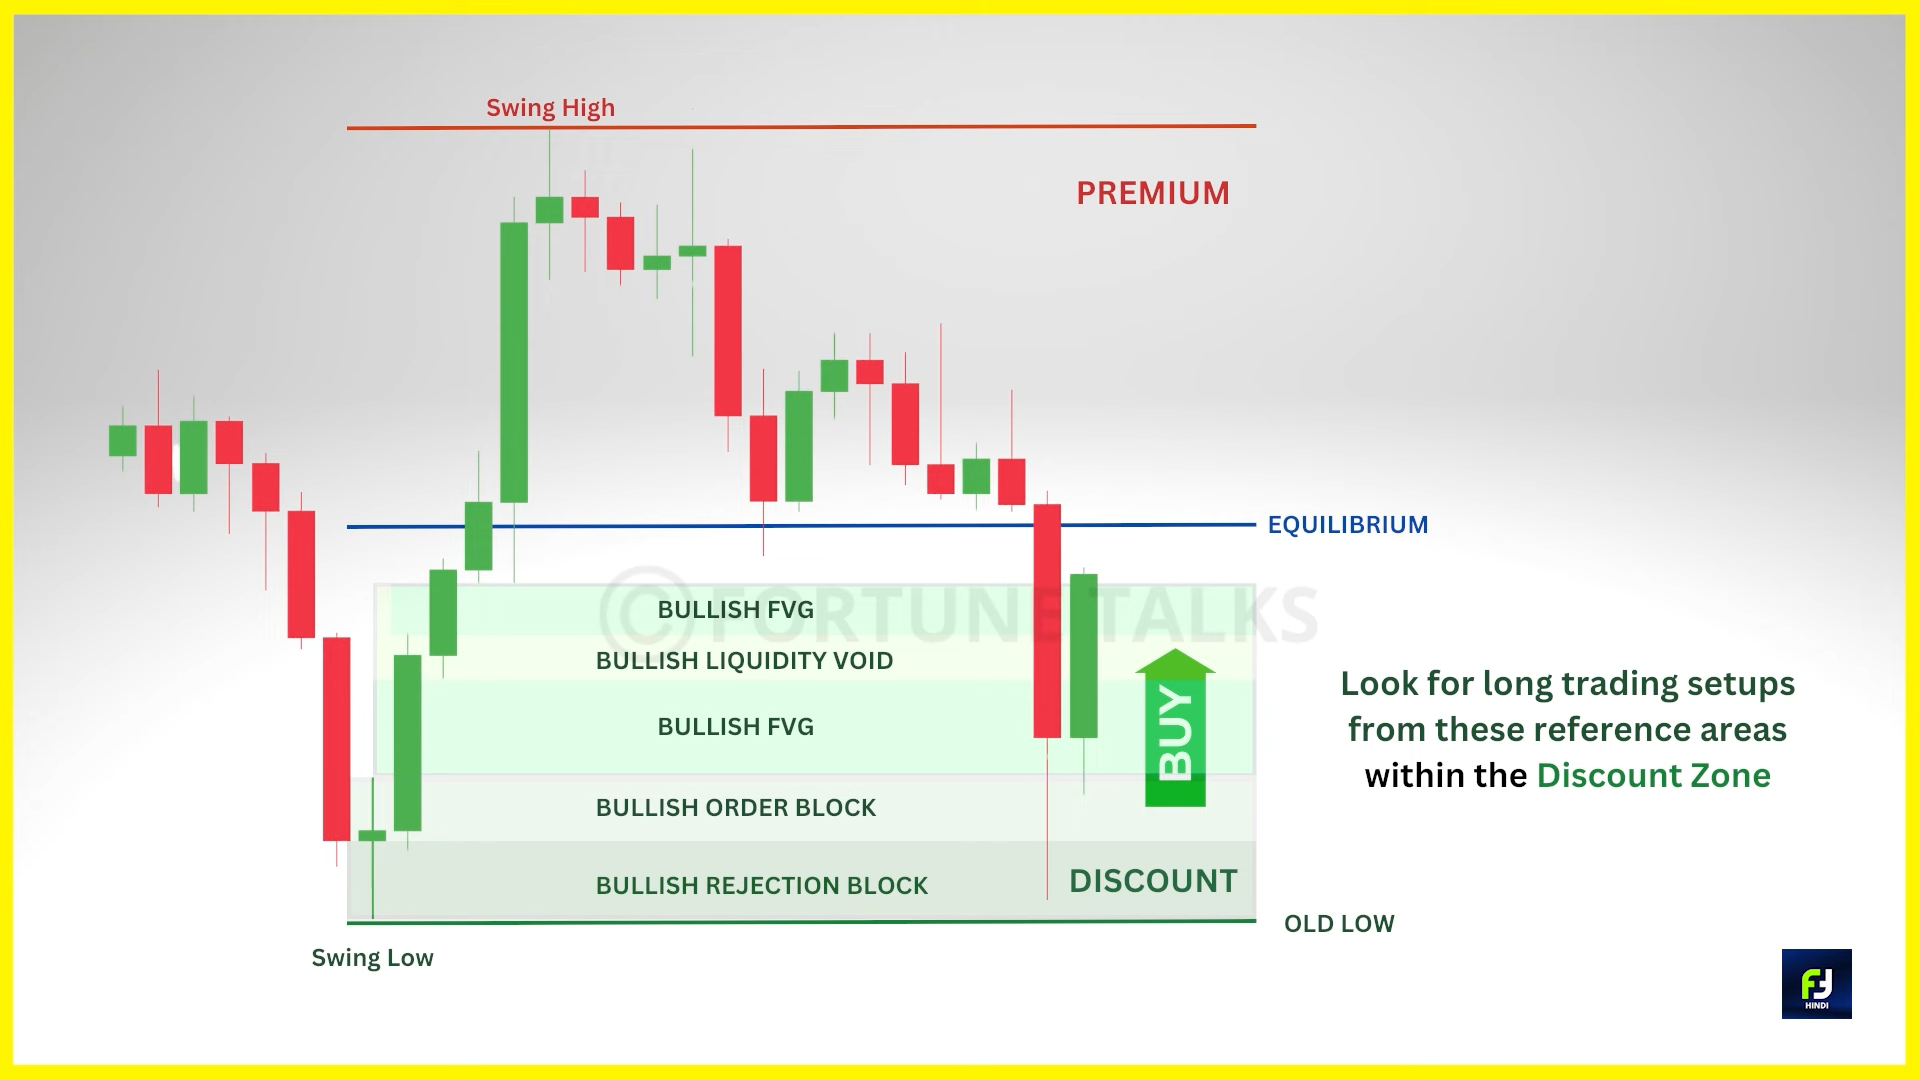 Swing High
PREMIUM
EQUILIBRIUM
© FORTUNE TALKS
BULLISH FVG
BULLISH LIQUIDITY VOID
BULLISH FVG
BUY
Look for long trading setups
from these reference areas
within the Discount Zone
BULLISH ORDER BLOCK
BULLISH REJECTION BLOCK
DISCOUNT
OLD LOW
Swing Low
HINDI